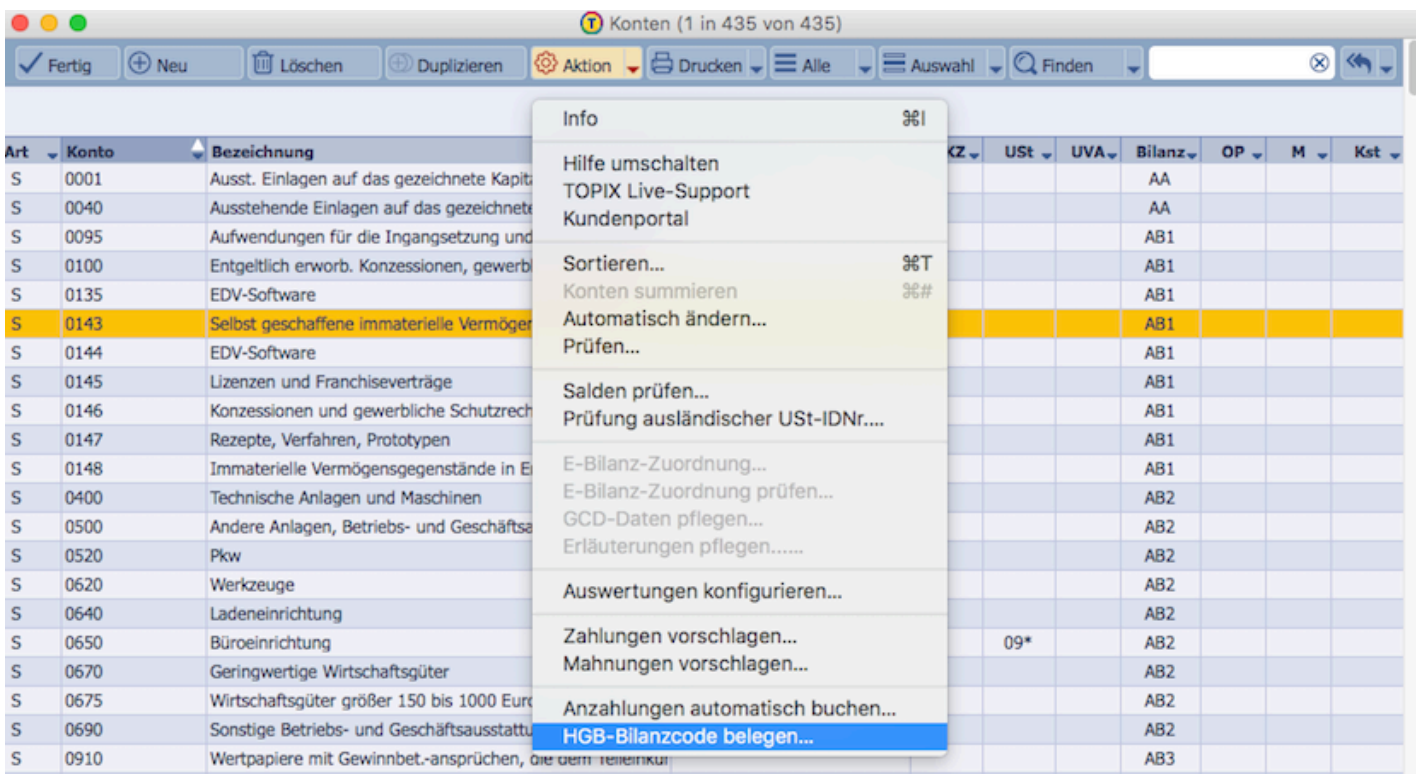 Konten (1 in 435 von 435)
Fertig Neu Löschen Duplizieren Aktion Drucken Alle Auswahl Finden
Info ⌘I
Hilfe umschalten
TOPIX Live-Support
Kundenportal
Sortieren... ⌘T
Konten summieren ⌘#
Automatisch ändern...
Prüfen...
Salden prüfen...
Prüfung ausländischer USt-IDNr....
E-Bilanz-Zuordnung...
E-Bilanz-Zuordnung prüfen...
GCD-Daten pflegen...
Erläuterungen pflegen......
Auswertungen konfigurieren...
Zahlungen vorschlagen...
Mahnungen vorschlagen...
Anzahlungen automatisch buchen...
HGB-Bilanzcode belegen...
Art Konto Bezeichnung KZ USt UVA Bilanz OP M Kst
S 0001 Ausst. Einlagen auf das gezeichnete Kapita AA
S 0040 Ausstehende Einlagen auf das gezeichnete AA
S 0095 Aufwendungen für die Ingangsetzung und AB1
S 0100 Entgeltlich erworb. Konzessionen, gewerbl AB1
S 0135 EDV-Software AB1
S 0143 Selbst geschaffene immaterielle Vermöger AB1
S 0144 EDV-Software AB1
S 0145 Lizenzen und Franchiseverträge AB1
S 0146 Konzessionen und gewerbliche Schutzrech AB1
S 0147 Rezepte, Verfahren, Prototypen AB1
S 0148 Immaterielle Vermögensgegenstände in E AB1
S 0400 Technische Anlagen und Maschinen AB2
S 0500 Andere Anlagen, Betriebs- und Geschäftsa AB2
S 0520 Pkw AB2
S 0620 Werkzeuge AB2
S 0640 Ladeneinrichtung AB2
S 0650 Büroeinrichtung 09* AB2
S 0670 Geringwertige Wirtschaftsgüter AB2
S 0675 Wirtschaftsgüter größer 150 bis 1000 Euro AB2
S 0690 Sonstige Betriebs- und Geschäftsausstattu AB2
S 0910 Wertpapiere mit Gewinnbet.-ansprüchen, die dem Teileinkür AB3